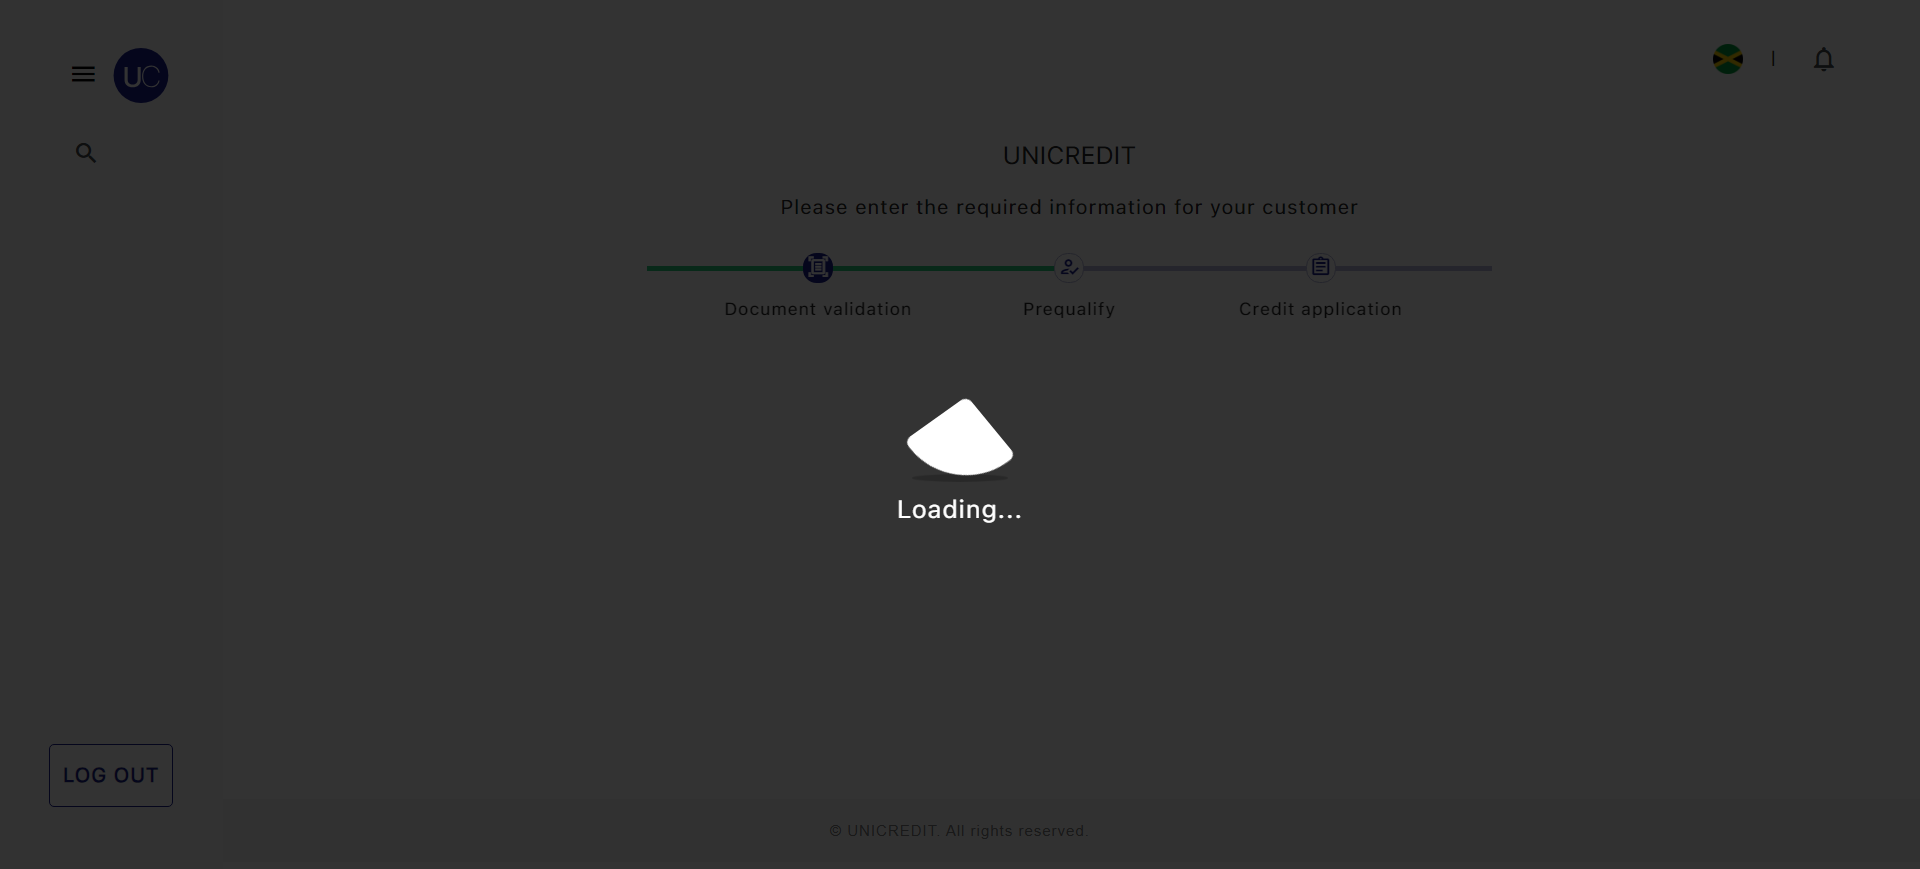 UC
UNICREDIT
Please enter the required information for your customer
Document validation
Prequalify
Credit application
Loading...
LOG OUT
© UNICREDIT. All rights reserved.